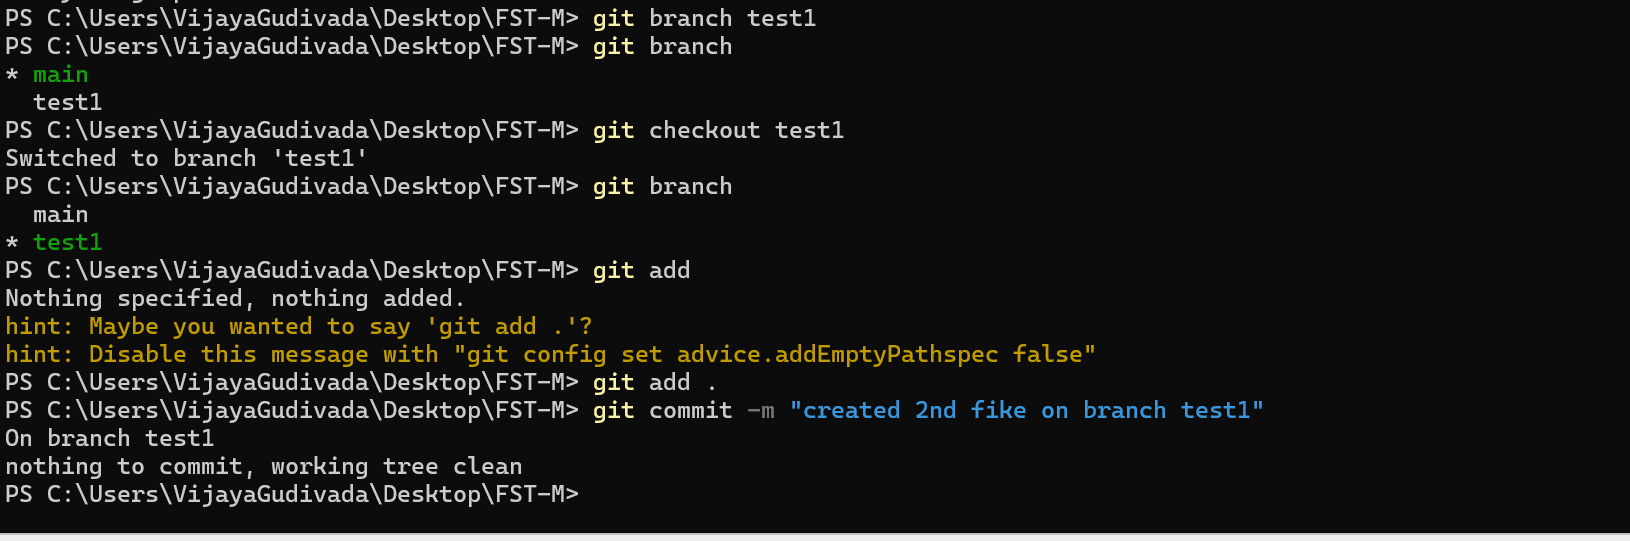 PS C:\Users\VijayaGudivada\Desktop\FST-M> git branch test1
PS C:\Users\VijayaGudivada\Desktop\FST-M> git branch
* main
  test1
PS C:\Users\VijayaGudivada\Desktop\FST-M> git checkout test1
Switched to branch 'test1'
PS C:\Users\VijayaGudivada\Desktop\FST-M> git branch
  main
* test1
PS C:\Users\VijayaGudivada\Desktop\FST-M> git add
Nothing specified, nothing added.
hint: Maybe you wanted to say 'git add .'?
hint: Disable this message with "git config set advice.addEmptyPathspec false"
PS C:\Users\VijayaGudivada\Desktop\FST-M> git add .
PS C:\Users\VijayaGudivada\Desktop\FST-M> git commit -m "created 2nd fike on branch test1"
On branch test1
nothing to commit, working tree clean
PS C:\Users\VijayaGudivada\Desktop\FST-M>